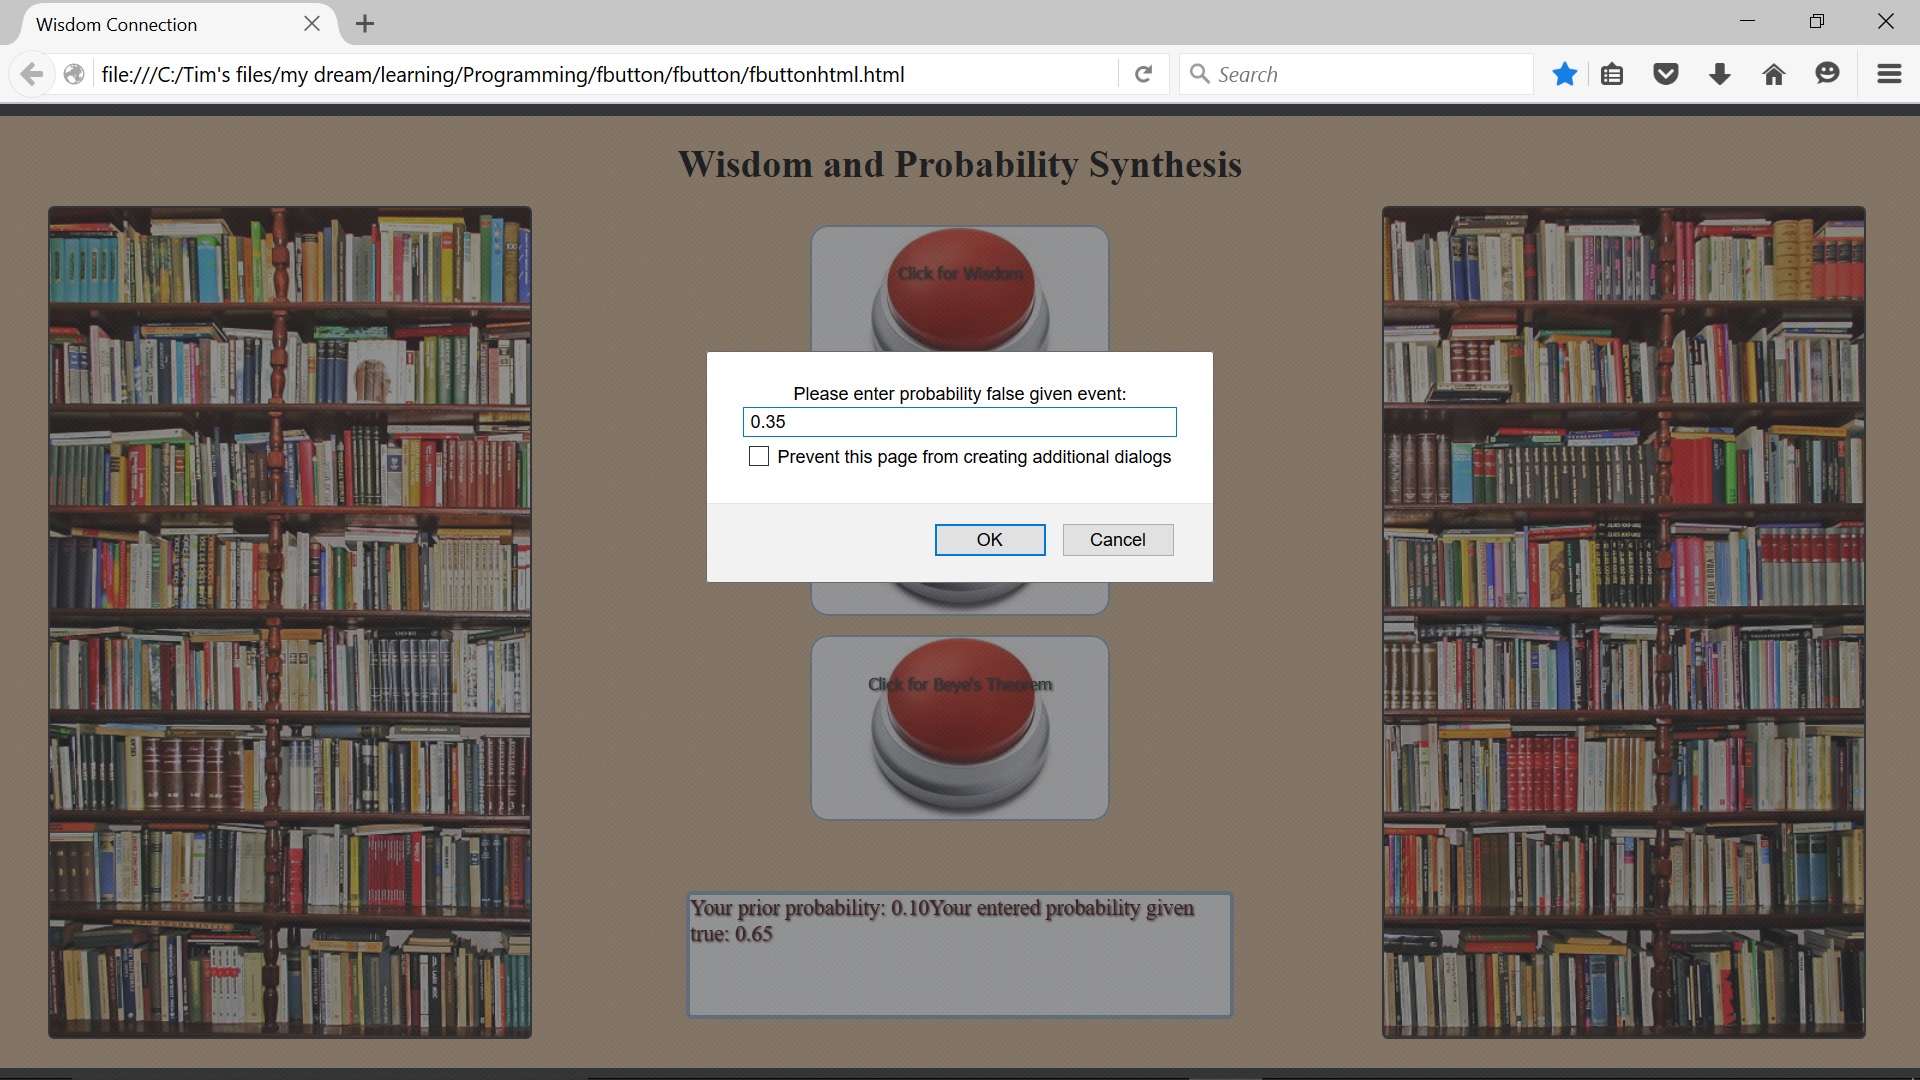 Wisdom Connection
file:///C:/Tim's files/my dream/learning/Programming/fbutton/fbutton/fbuttonhtml.html
Search
Wisdom and Probability Synthesis
Click for Wisdom
Please enter probability false given event:
0.35
Prevent this page from creating additional dialogs
OK
Cancel
Click for Beye's Theorem
Your prior probability: 0.10Your entered probability given
true: 0.65